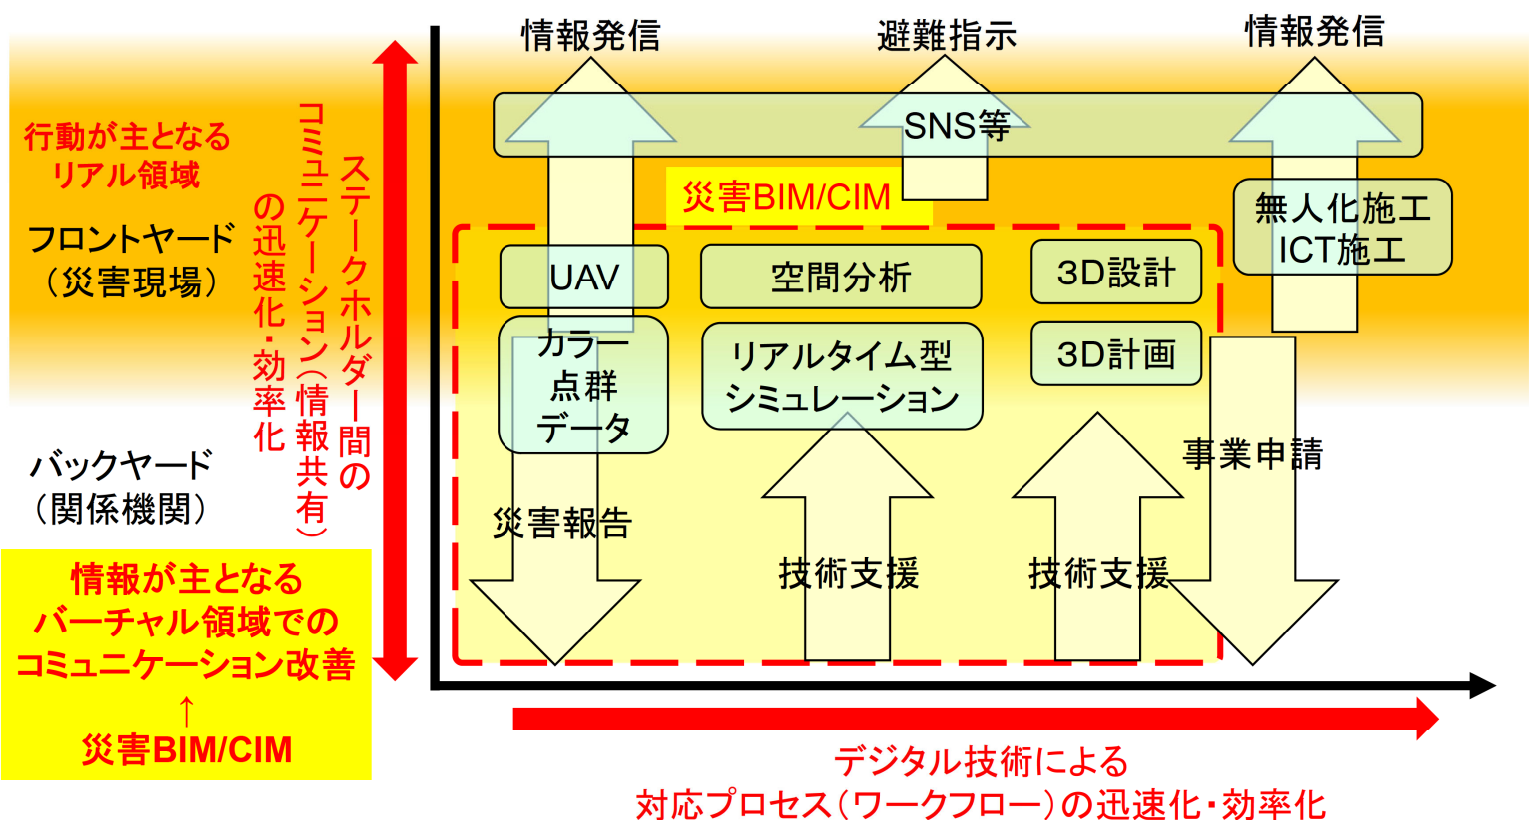 情報発信
避難指示
情報発信
SNS等
行動が主となる
リアル領域
ステークホルダー間の
コミュニケーション（情報共有）
の迅速化・効率化
災害BIM/CIM
無人化施工
ICT施工
フロントヤード
（災害現場）
UAV
空間分析
3D設計
カラー
点群
データ
リアルタイム型
シミュレーション
3D計画
バックヤード
（関係機関）
災害報告
技術支援
技術支援
事業申請
情報が主となる
バーチャル領域での
コミュニケーション改善
↑
災害BIM/CIM
デジタル技術による
対応プロセス（ワークフロー）の迅速化・効率化